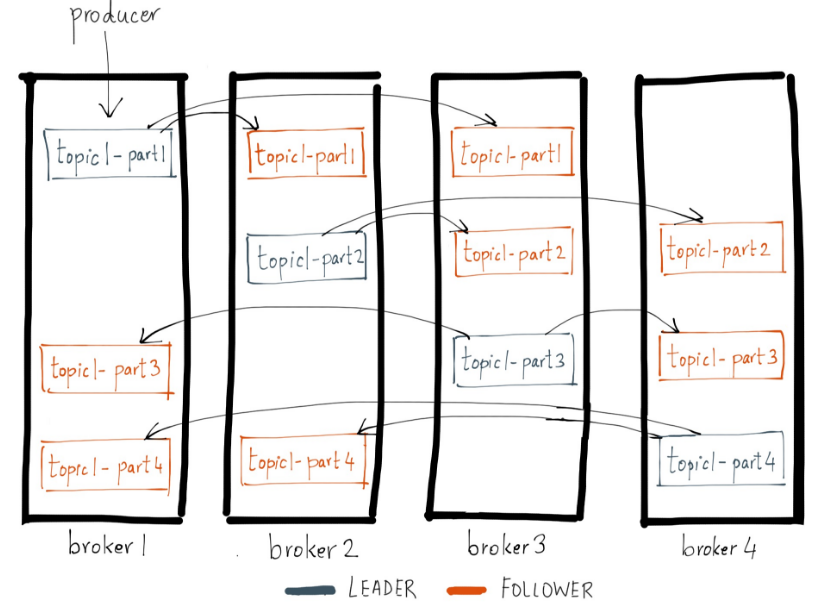 producer
topic1-part1
topic1-part1
topic1-part1
topic1-part2
topic1-part2
topic1-part2
topic1-part3
topic1-part3
topic1-part3
topic1-part4
topic1-part4
topic1-part4
broker 1
broker 2
broker 3
broker 4
LEADER
FOLLOWER